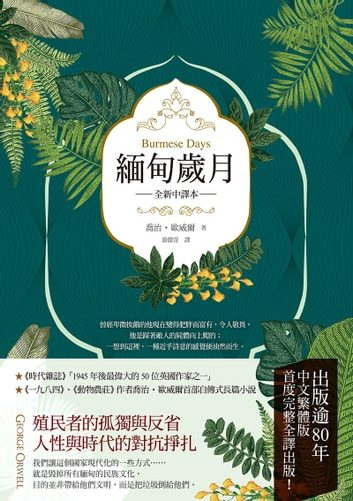 Burmese Days
緬甸歲月
全新中譯本
喬治・歐威爾 著
譯
曾經卑微挨餓的他現在變得肥胖而富有,令人敬畏。
他是踩著敵人的屍體向上爬的;
一想到這裡,一種近乎詩意的感覺便油然而生。
★《時代雜誌》「1945年後最偉大的50位英國作家之一」
★《一九八四》、《動物農莊》作者喬治・歐威爾首部自傳式長篇小說
殖民者的孤獨與反省
人性與時代的對抗掙扎
我們讓這個國家現代化的一些方式……
就是毀掉所有緬甸的民族文化,
目的並非帶給他們文明,而是把垃圾倒給他們。
GEORGE ORWELL
出版逾80年
中文繁體版
首度完整全譯出版!